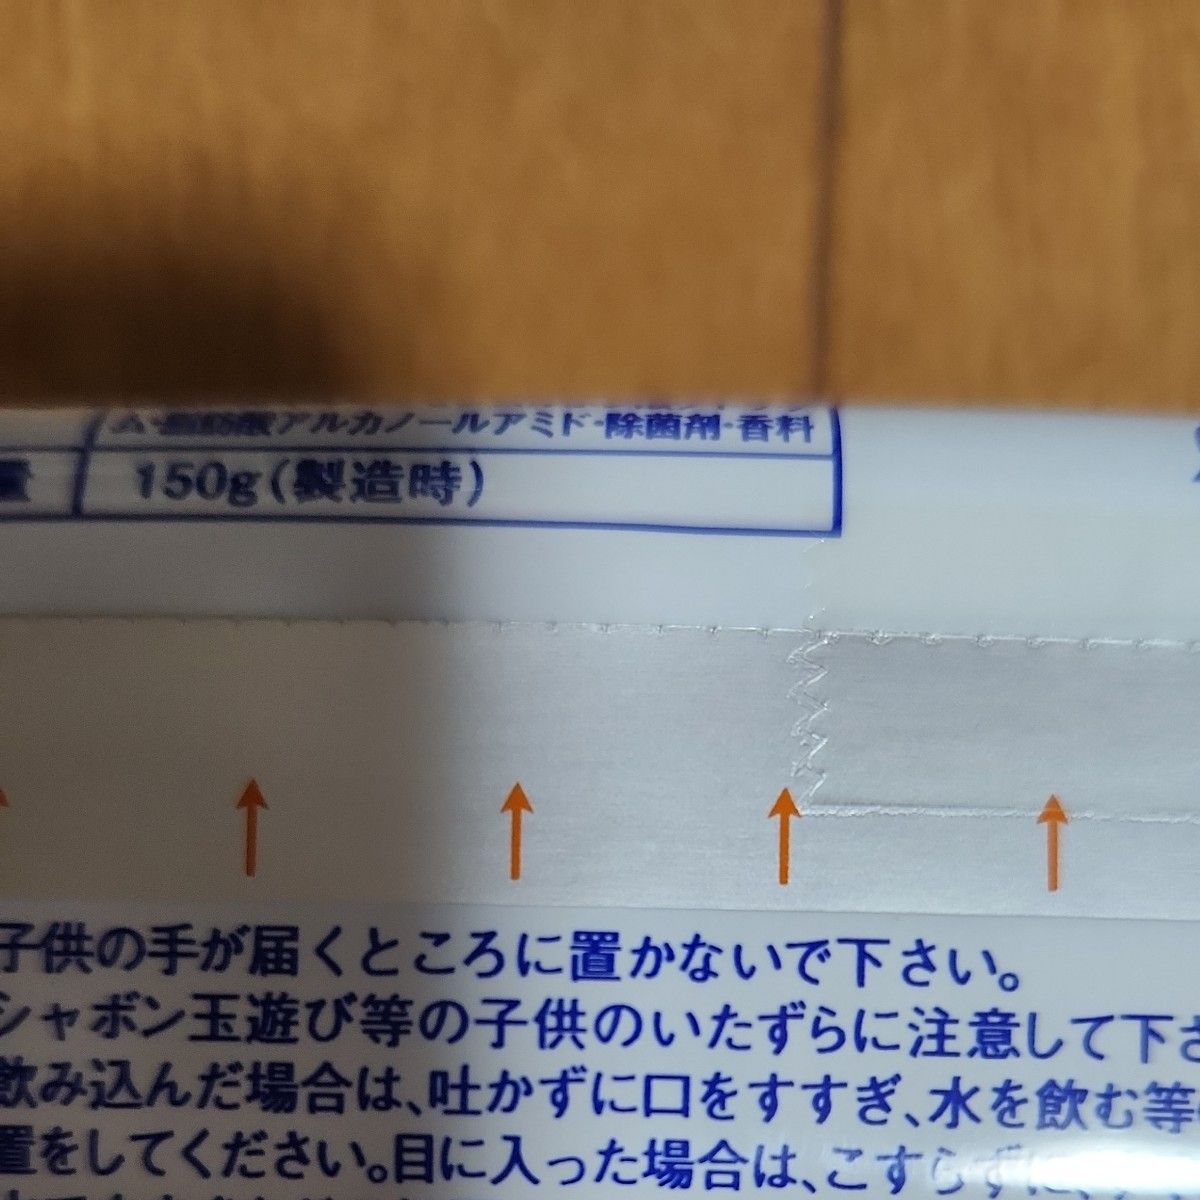 ム・脂肪酸アルカノールアミド・除菌剤・香料
量 150g(製造時)
子供の手が届くところに置かないで下さい。
シャボン玉遊び等の子供のいたずらに注意して下さ
飲み込んだ場合は、吐かずに口をすすぎ、水を飲む等
置をしてください。目に入った場合は、こすらずに、